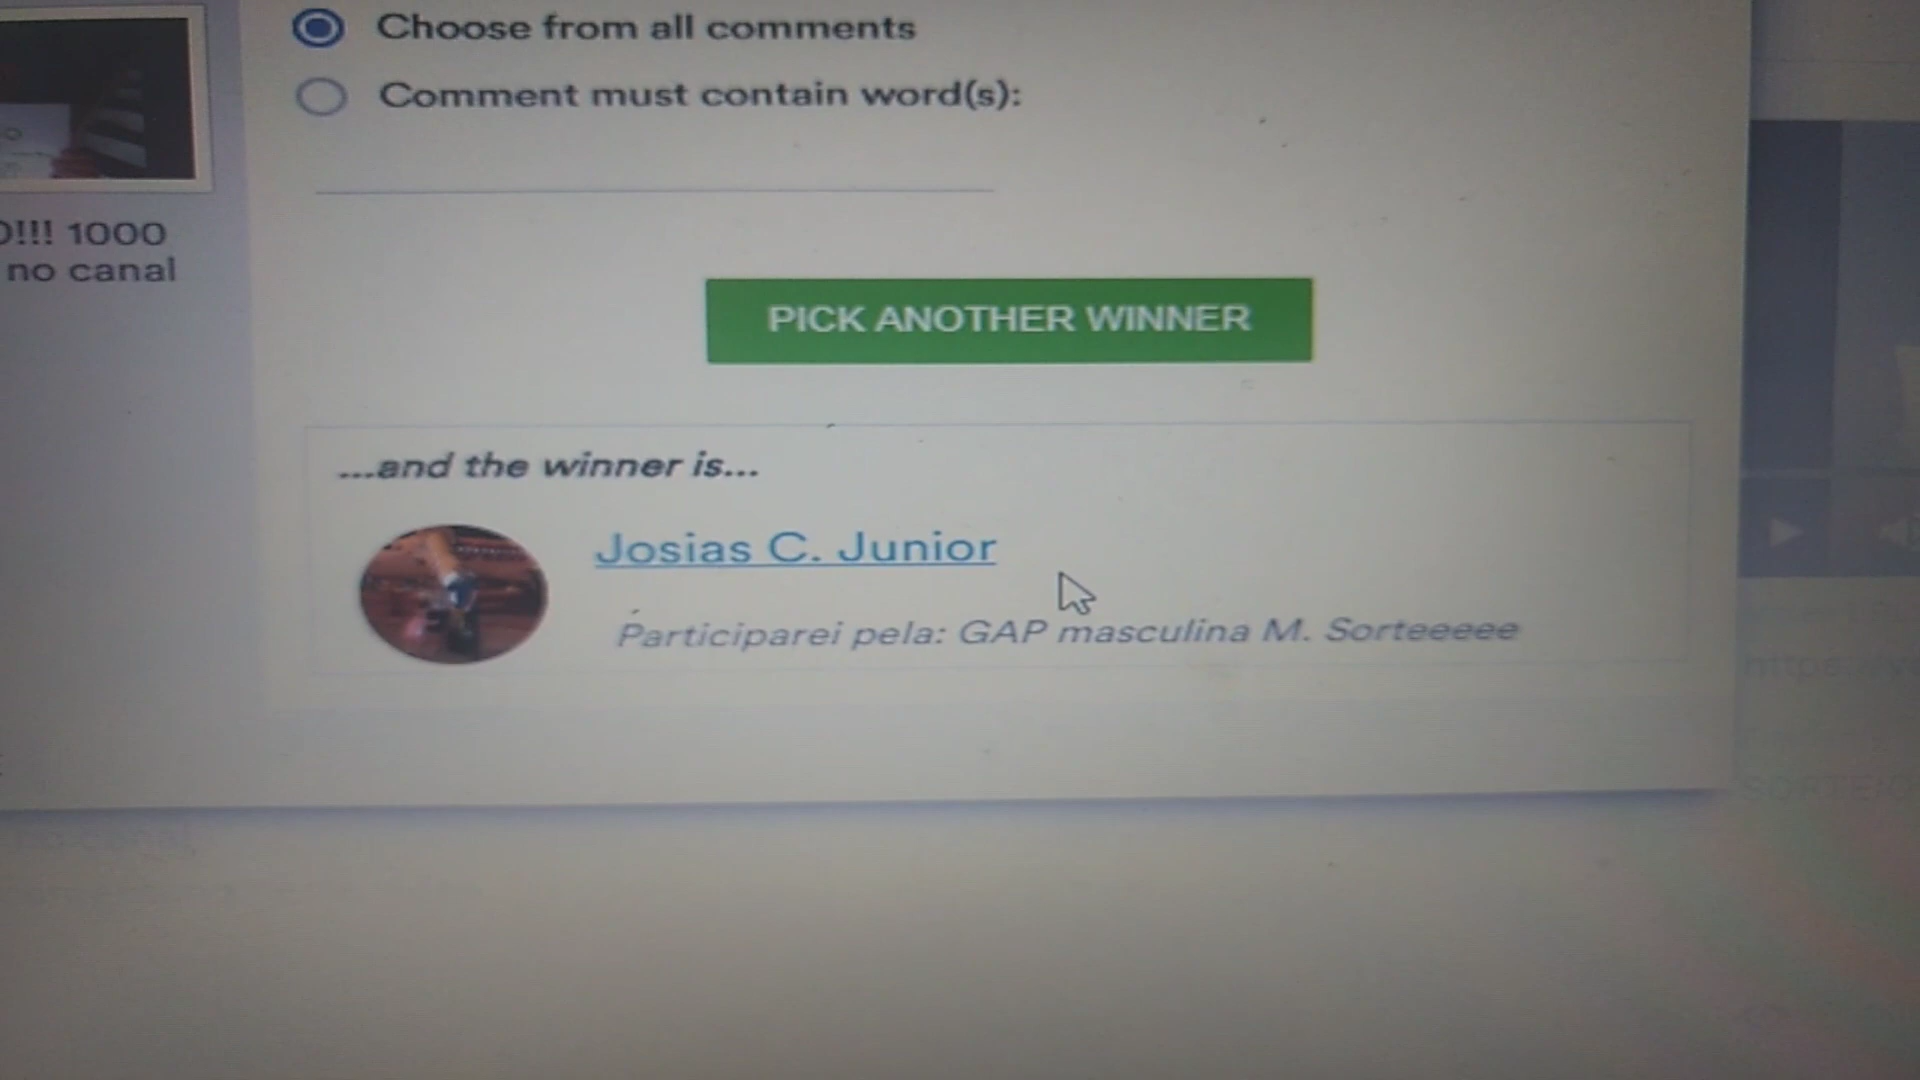 Choose from all comments
Comment must contain word(s):
!!! 1000
no canal
PICK ANOTHER WINNER
...and the winner is...
Josias C. Junior
Participarei pela: GAP masculina M. Sorteeeee